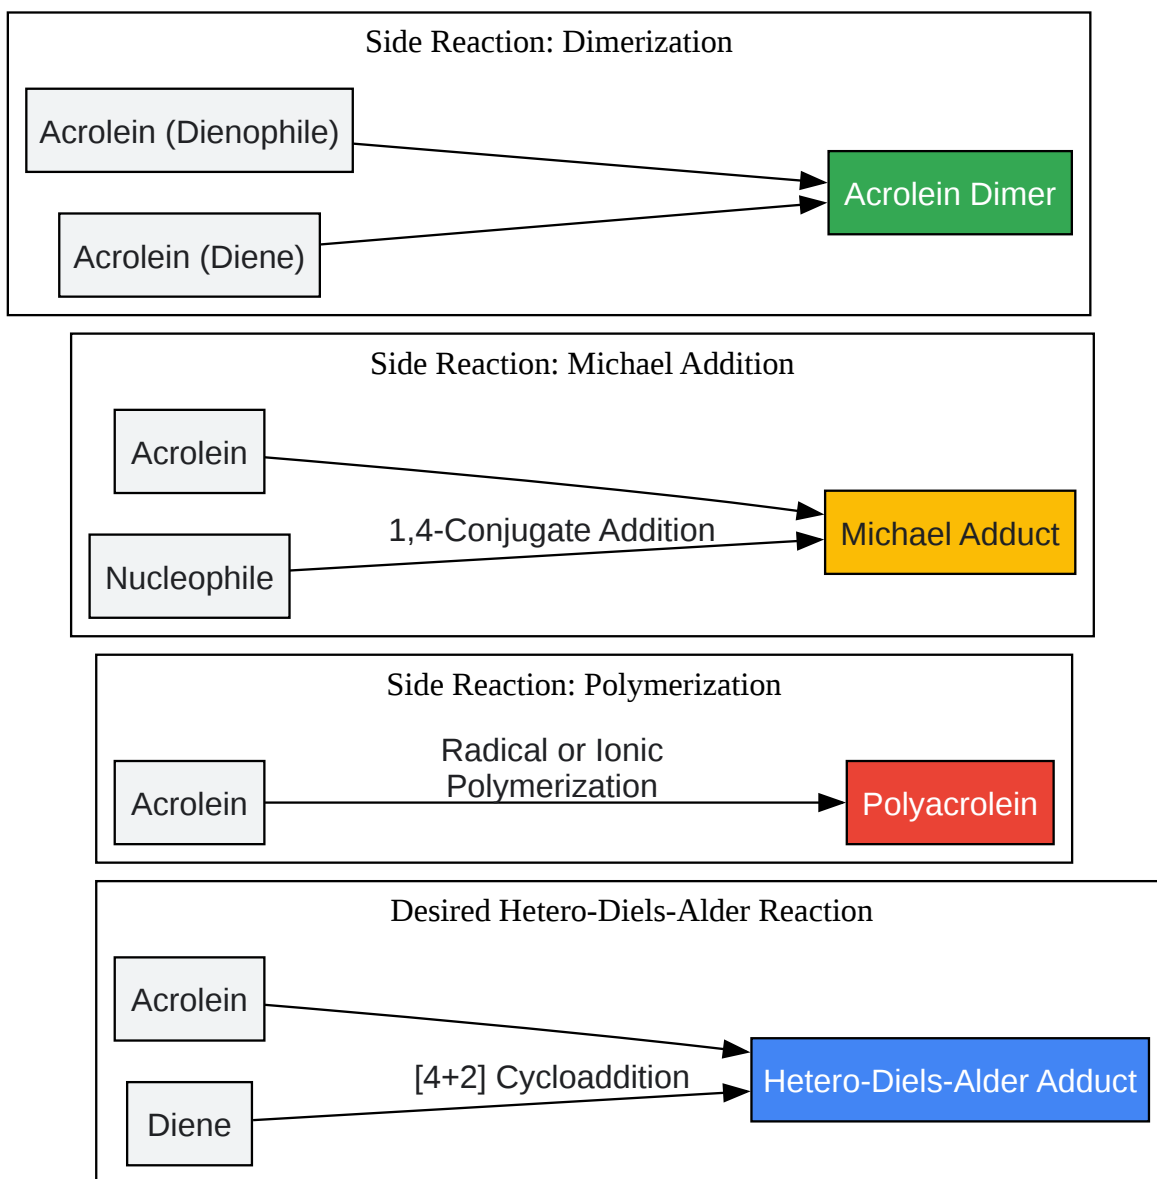 Side Reaction: Dimerization
Acrolein (Dienophile)
Acrolein (Diene)
Acrolein Dimer
Side Reaction: Michael Addition
Acrolein
Nucleophile
1,4-Conjugate Addition
Michael Adduct
Side Reaction: Polymerization
Acrolein
Radical or Ionic
Polymerization
Polyacrolein
Desired Hetero-Diels-Alder Reaction
Acrolein
Diene
[4+2] Cycloaddition
Hetero-Diels-Alder Adduct